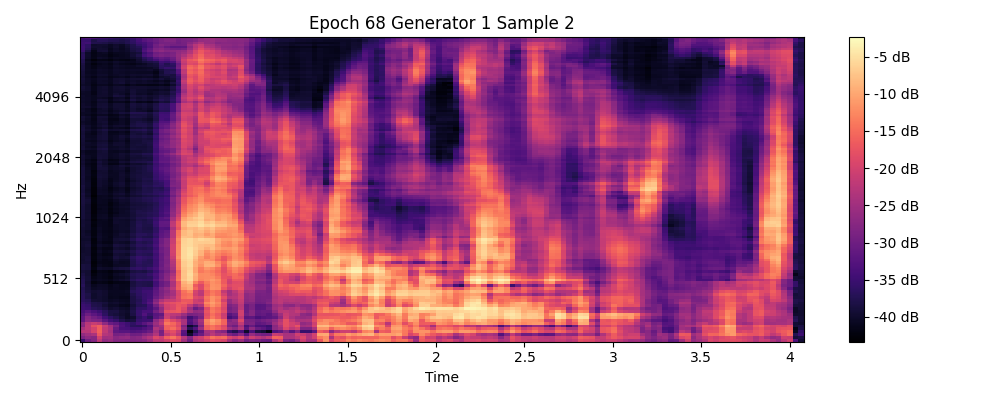 Epoch 68 Generator 1 Sample 2
Hz
4096
2048
1024
512
0
0 0.5 1 1.5 2 2.5 3 3.5 4
Time
-5 dB
-10 dB
-15 dB
-20 dB
-25 dB
-30 dB
-35 dB
-40 dB